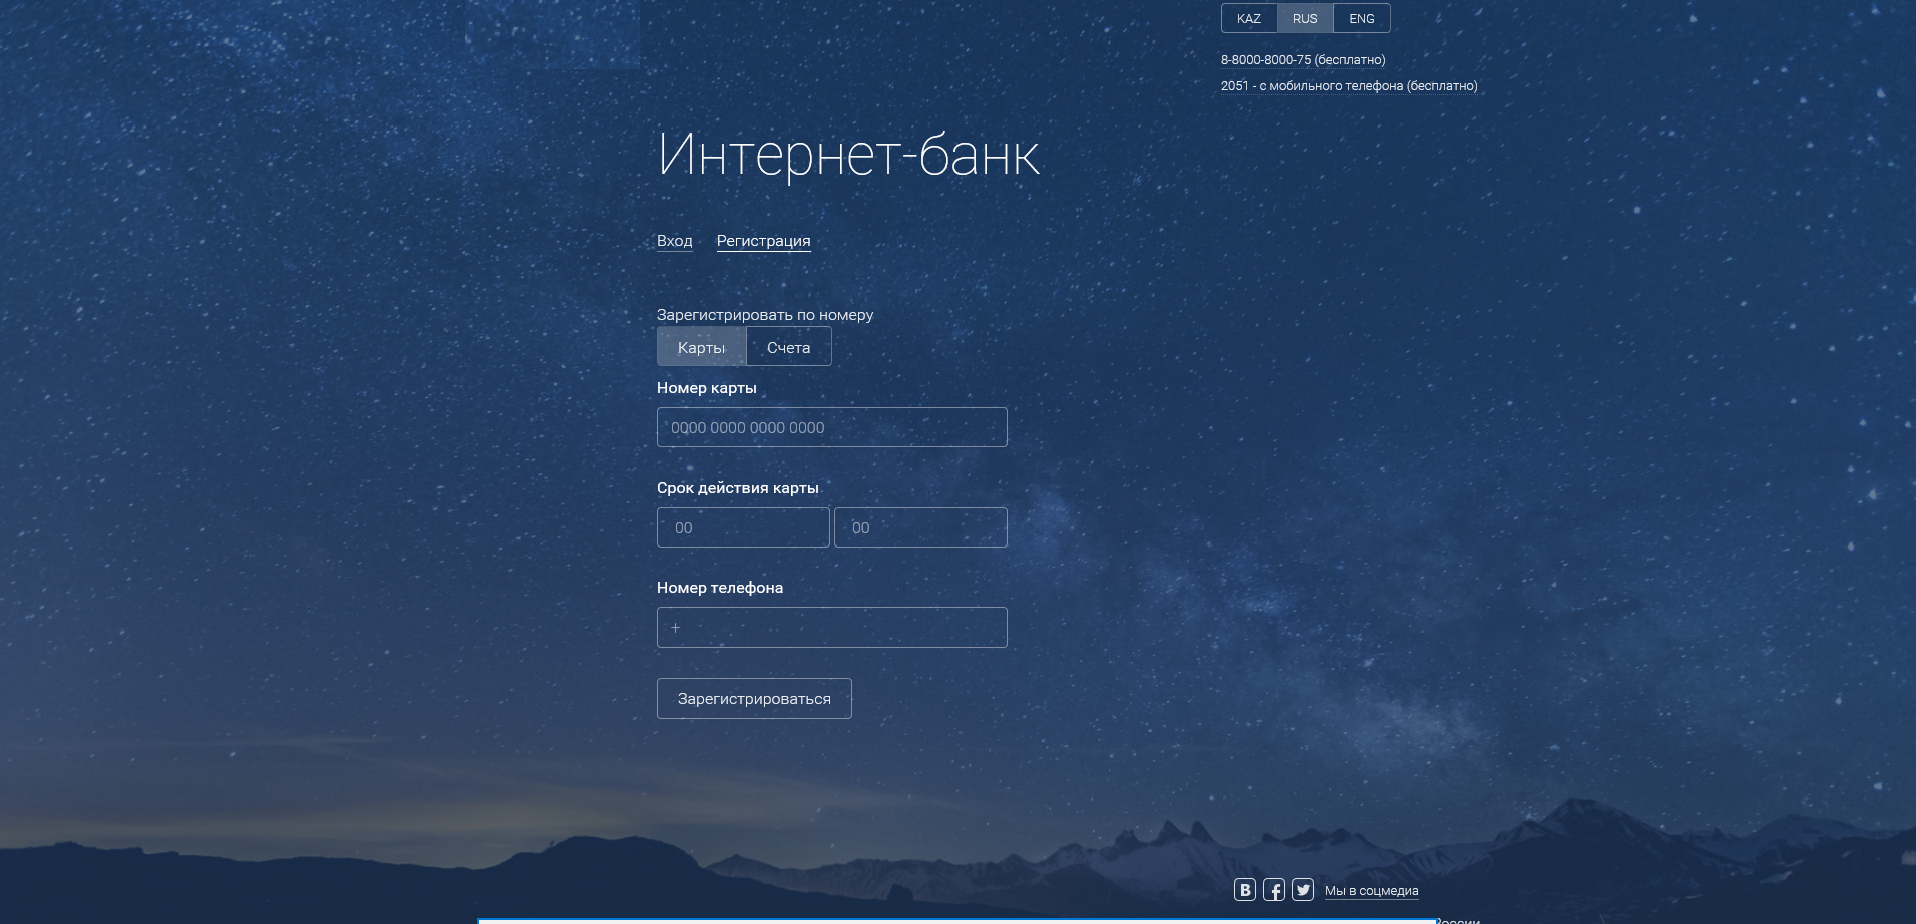 KAZ RUS ENG
8-8000-8000-75 (бесплатно)
2051 - с мобильного телефона (бесплатно)
Интернет-банк
Вход Регистрация
Зарегистрировать по номеру
Карты Счета
Номер карты
0000 0000 0000 0000
Срок действия карты
00 00
Номер телефона
+
Зарегистрироваться
Мы в соцмедиа